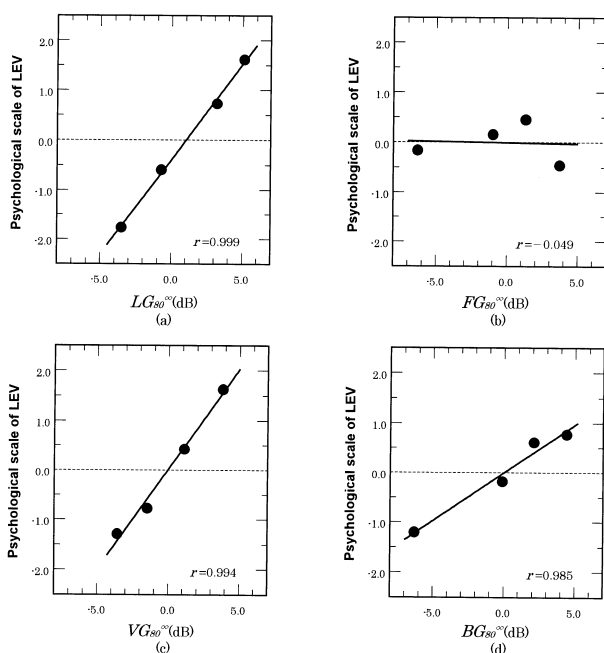 Psychological scale of LEV
2.0
1.0
0.0
-1.0
-2.0
r=0.999
-5.0 0.0 5.0
LG₈₀∞(dB)
(a)
Psychological scale of LEV
2.0
1.0
0.0
-1.0
-2.0
r=−0.049
-5.0 0.0 5.0
FG₈₀∞(dB)
(b)
Psychological scale of LEV
2.0
1.0
0.0
-1.0
-2.0
r=0.994
-5.0 0.0 5.0
VG₈₀∞(dB)
(c)
Psychological scale of LEV
2.0
1.0
0.0
-1.0
-2.0
r=0.985
-5.0 0.0 5.0
BG₈₀∞(dB)
(d)